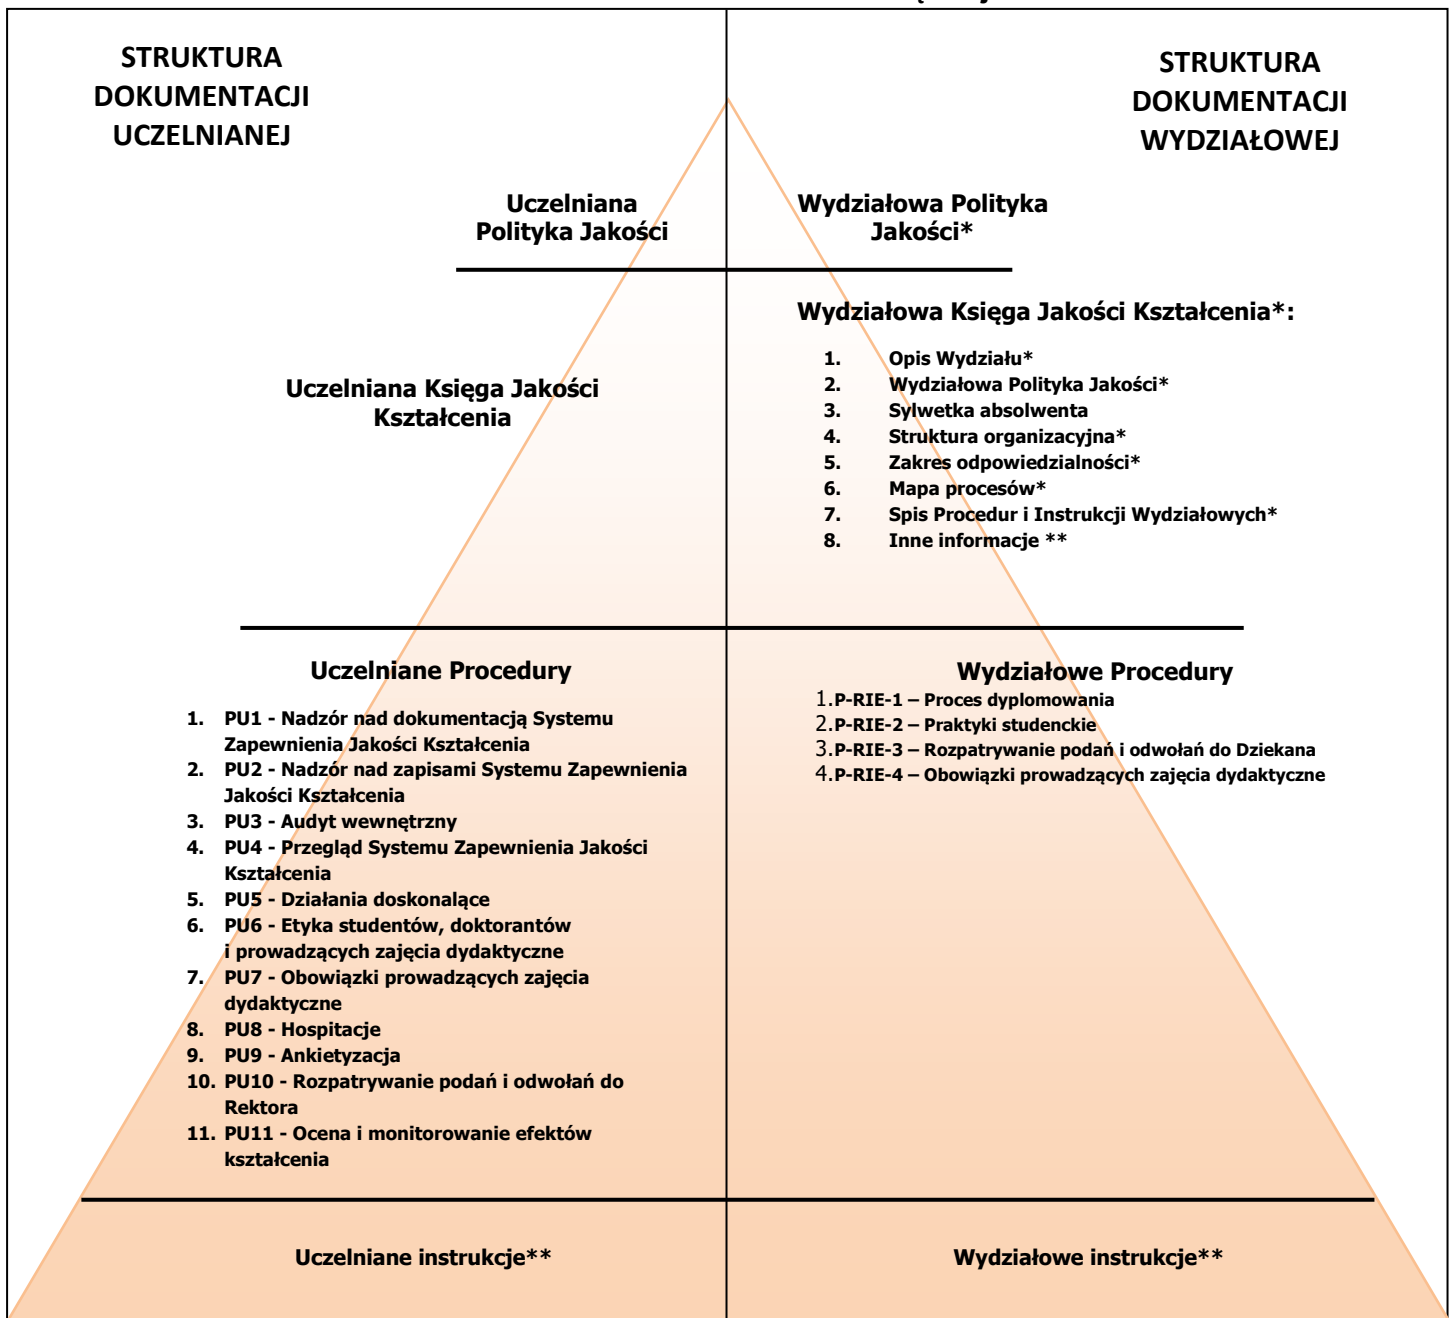 STRUKTURA
DOKUMENTACJI
UCZELNIANEJ
STRUKTURA
DOKUMENTACJI
WYDZIAŁOWEJ
Uczelniana
Polityka Jakości
Wydziałowa Polityka
Jakości*
Uczelniana Księga Jakości
Kształcenia
Wydziałowa Księga Jakości Kształcenia*:
1. Opis Wydziału*
2. Wydziałowa Polityka Jakości*
3. Sylwetka absolwenta
4. Struktura organizacyjna*
5. Zakres odpowiedzialności*
6. Mapa procesów*
7. Spis Procedur i Instrukcji Wydziałowych*
8. Inne informacje **
Uczelniane Procedury
1. PU1 - Nadzór nad dokumentacją Systemu
Zapewnienia Jakości Kształcenia
2. PU2 - Nadzór nad zapisami Systemu Zapewnienia
Jakości Kształcenia
3. PU3 - Audyt wewnętrzny
4. PU4 - Przegląd Systemu Zapewnienia Jakości
Kształcenia
5. PU5 - Działania doskonalące
6. PU6 - Etyka studentów, doktorantów
i prowadzących zajęcia dydaktyczne
7. PU7 - Obowiązki prowadzących zajęcia
dydaktyczne
8. PU8 - Hospitacje
9. PU9 - Ankietyzacja
10. PU10 - Rozpatrywanie podań i odwołań do
Rektora
11. PU11 - Ocena i monitorowanie efektów
kształcenia
Wydziałowe Procedury
1.P-RIE-1 – Proces dyplomowania
2.P-RIE-2 – Praktyki studenckie
3.P-RIE-3 – Rozpatrywanie podań i odwołań do Dziekana
4.P-RIE-4 – Obowiązki prowadzących zajęcia dydaktyczne
Uczelniane instrukcje**
Wydziałowe instrukcje**